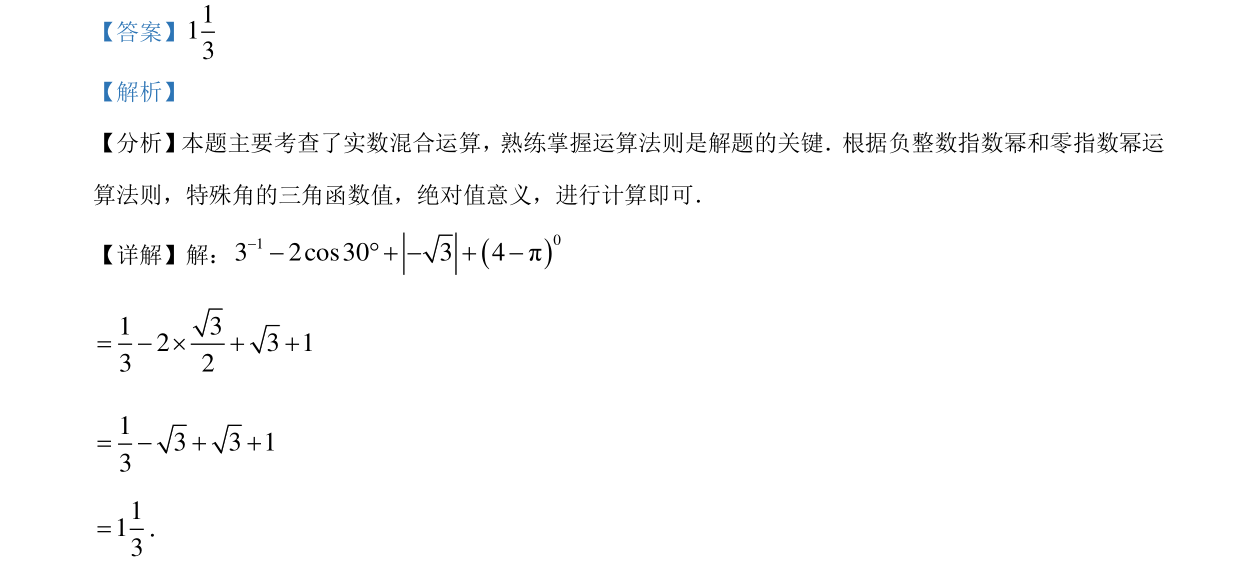 【答案】$1\frac{1}{3}$
【解析】
【分析】本题主要考查了实数混合运算，熟练掌握运算法则是解题的关键．根据负整数指数幂和零指数幂运
算法则，特殊角的三角函数值，绝对值意义，进行计算即可．
【详解】解：$3^{-1}-2\cos 30°+\left|-\sqrt{3}\right|+\left(4-π\right)^{0}$
$=\frac{1}{3}-2×\frac{\sqrt{3}}{2}+\sqrt{3}+1$
$=\frac{1}{3}-\sqrt{3}+\sqrt{3}+1$
$=1\frac{1}{3}$．